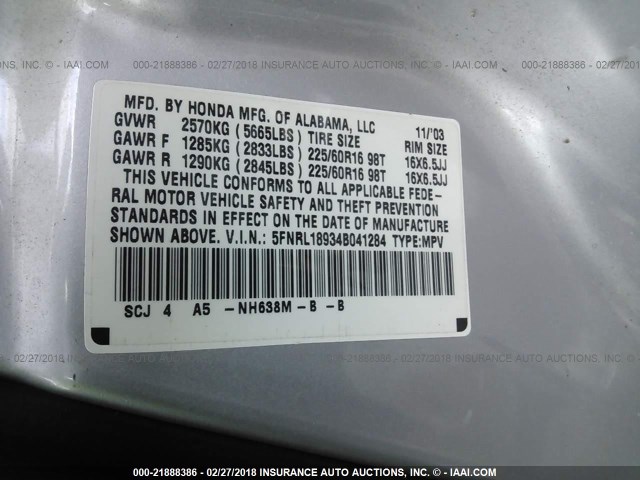 000-21888386 - 02/27/2018 INSURANCE AUTO AUCTIONS, INC. - © IAAI.COM
MFD. BY HONDA MFG. OF ALABAMA, LLC 11/'03
GVWR 2570KG (5665LBS) TIRE SIZE RIM SIZE
GAWR F 1285KG (2833LBS) 225/60R16 98T 16X6.5JJ
GAWR R 1290KG (2845LBS) 225/60R16 98T 16X6.5JJ
THIS VEHICLE CONFORMS TO ALL APPLICABLE FEDE-
RAL MOTOR VEHICLE SAFETY AND THEFT PREVENTION
STANDARDS IN EFFECT ON THE DATE OF MANUFACTURE
SHOWN ABOVE. V.I.N.: 5FNRL18934B041284 TYPE:MPV
SCJ 4 A5 -NH638M-B -B
000-21888386 - 02/27/2018 INSURANCE AUTO AUCTIONS, INC. - © IAAI.COM
000-21888386 - 02/27/2018 INSURANCE AUTO AUCTIONS, INC. - © IAAI.COM